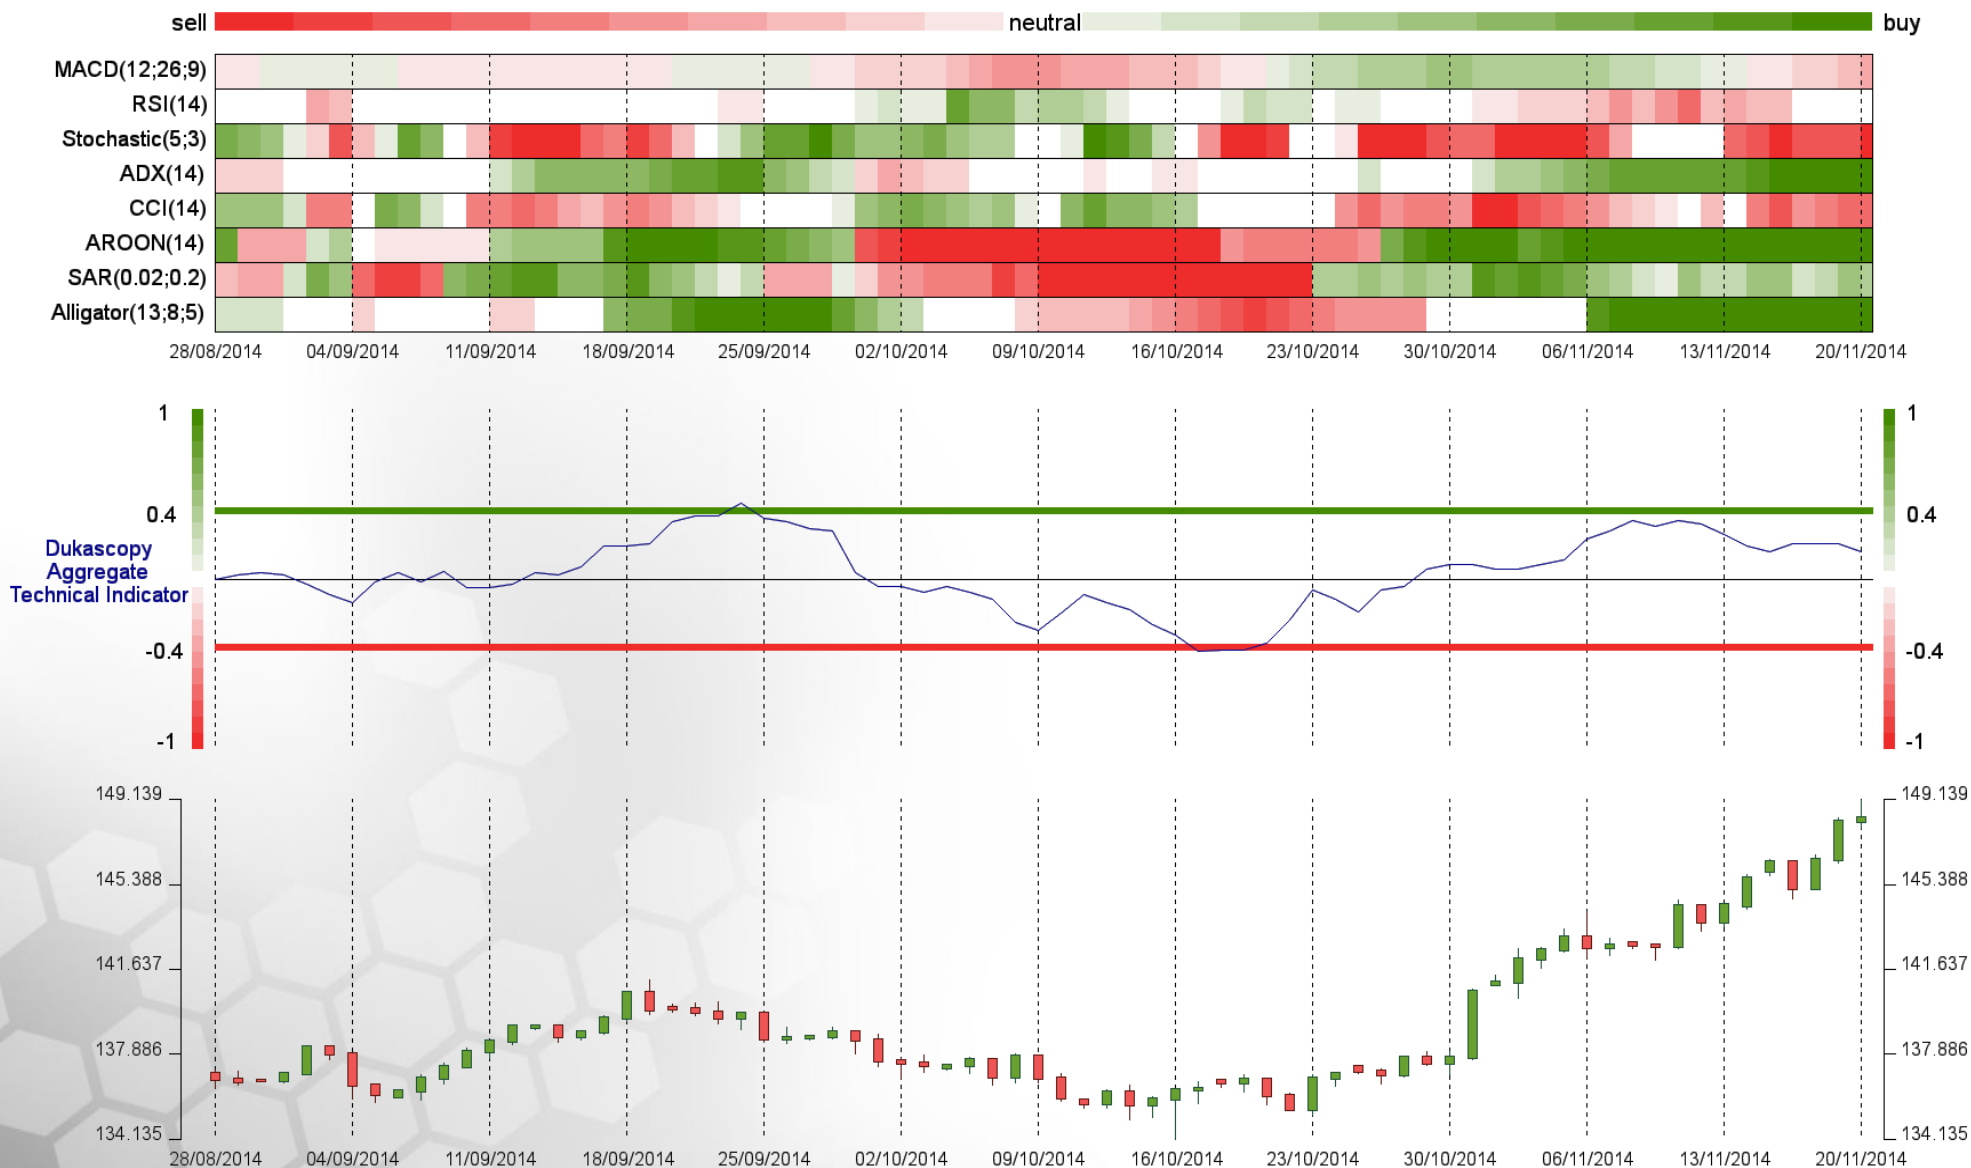 sell neutral buy
MACD(12;26;9)
RSI(14)
Stochastic(5;3)
ADX(14)
CCI(14)
AROON(14)
SAR(0.02;0.2)
Alligator(13;8;5)
28/08/2014 04/09/2014 11/09/2014 18/09/2014 25/09/2014 02/10/2014 09/10/2014 16/10/2014 23/10/2014 30/10/2014 06/11/2014 13/11/2014 20/11/2014
1 1
0.4 0.4
Dukascopy
Aggregate
Technical Indicator
-0.4 -0.4
-1 -1
149.139 149.139
145.388 145.388
141.637 141.637
137.886 137.886
134.135 134.135
28/08/2014 04/09/2014 11/09/2014 18/09/2014 25/09/2014 02/10/2014 09/10/2014 16/10/2014 23/10/2014 30/10/2014 06/11/2014 13/11/2014 20/11/2014